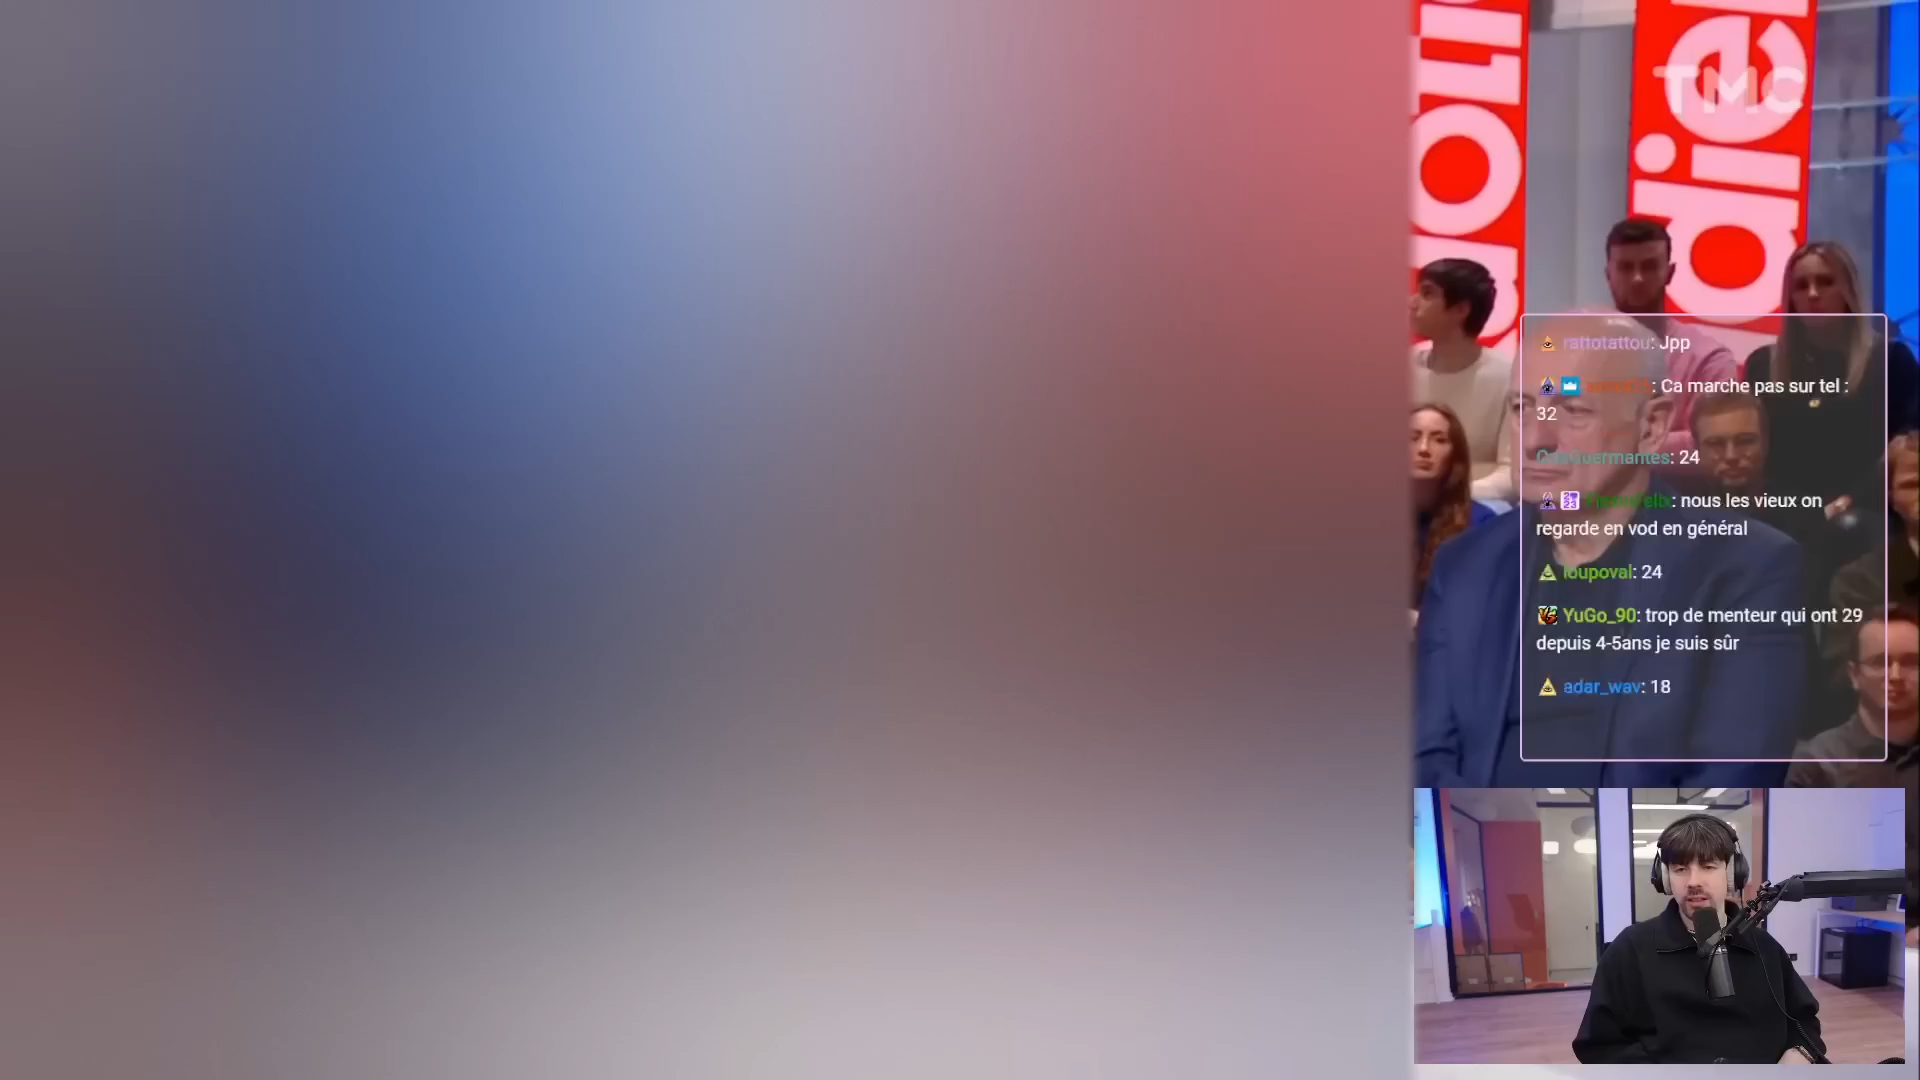 dien
TMC
rattotattou: Jpp
: Ca marche pas sur tel :
32
: 24
: nous les vieux on
regarde en vod en général
loupoval: 24
YuGo_90: trop de menteur qui ont 29
depuis 4-5ans je suis sûr
adar_wav: 18